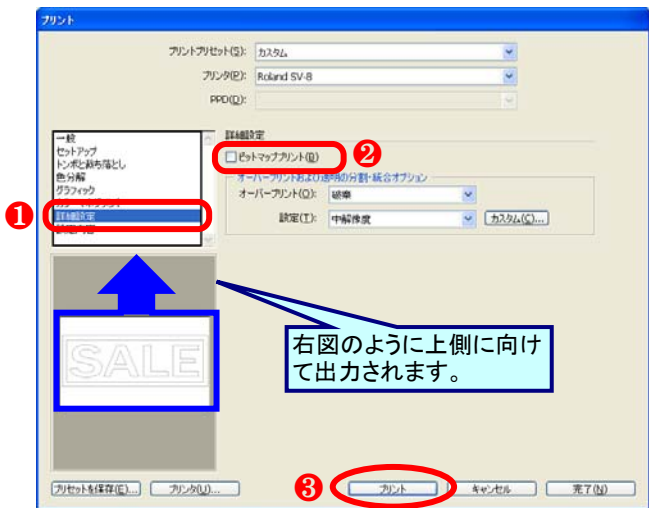 プリント
プリントプリセット(S): カスタム
プリンタ(P): Roland SV-8
PPD(D):
一般
セットアップ
トンボと裁ち落とし
色分解
グラフィック
詳細設定
詳細設定
ビットマッププリント(B)
❷
オーバープリントおよび透明の分割・統合オプション
オーバープリント(O): 破棄
設定(T): 中解像度
カスタム(C)...
❶
SALE
右図のように上側に向け
て出力されます。
プリセットを保存(E)...
プリンタ(U)...
❸
プリント
キャンセル
完了(N)